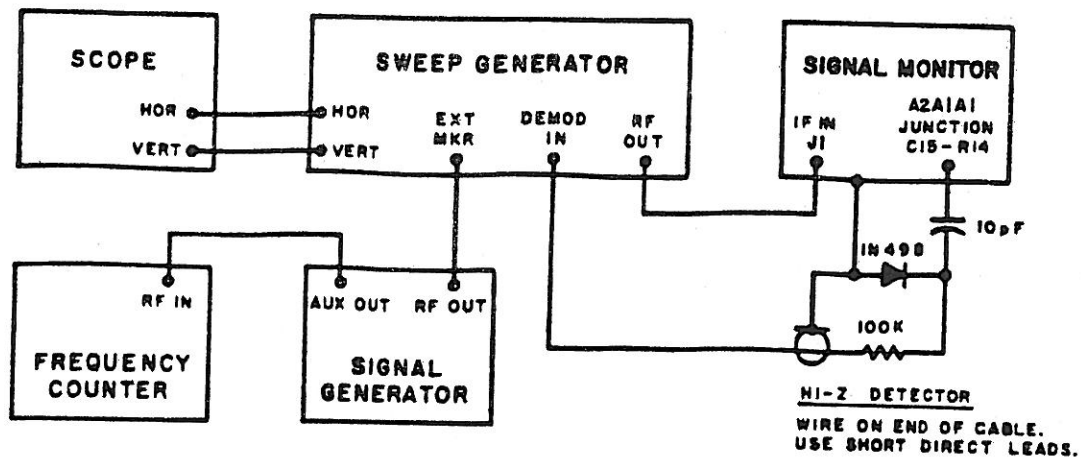 SCOPE
HOR
VERT
SWEEP GENERATOR
HOR
VERT
EXT
MKR
DEMOD
IN
RF
OUT
SIGNAL MONITOR
IF IN
J1
A2A1A1
JUNCTION
C15-R14
10pF
1N498
100K
RF IN
FREQUENCY
COUNTER
AUX OUT
RF OUT
SIGNAL
GENERATOR
HI-Z DETECTOR
WIRE ON END OF CABLE.
USE SHORT DIRECT LEADS.